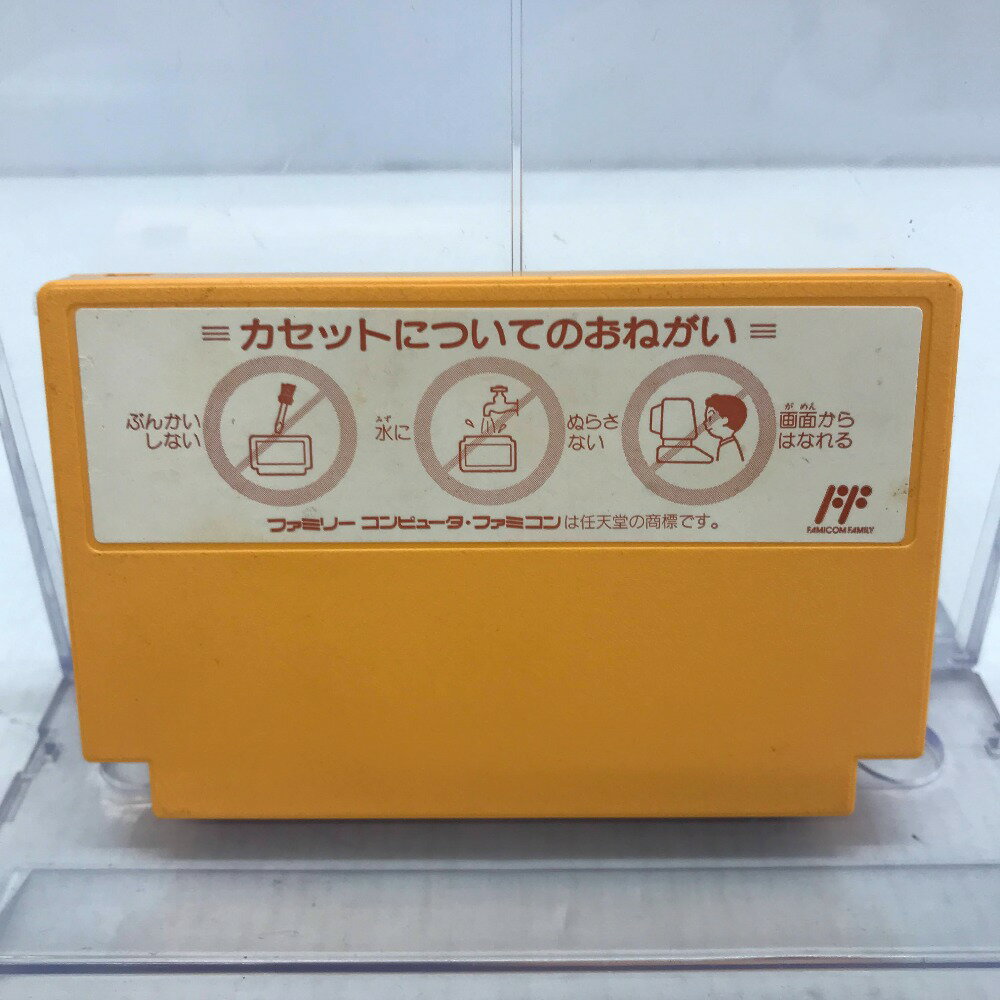 カセットについてのおねがい
ぶんかい
しない
みず
水に
ぬらさ
ない
がめん
画面から
はなれる
ファミリー コンピュータ・ファミコンは任天堂の商標です。
FF
FAMICOM FAMILY